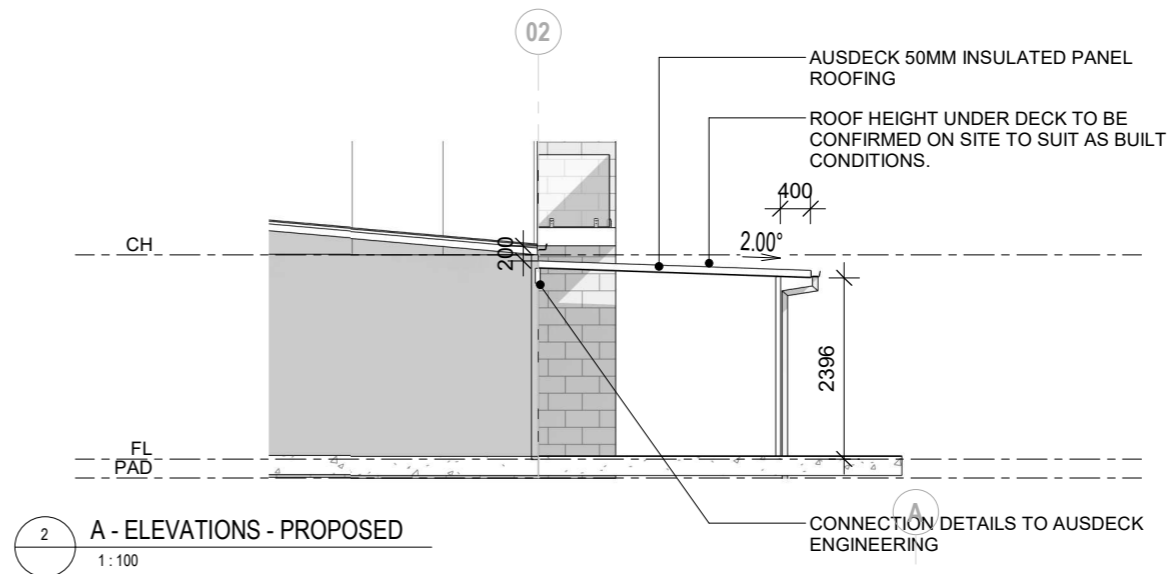 02
AUSDECK 50MM INSULATED PANEL
ROOFING
ROOF HEIGHT UNDER DECK TO BE
CONFIRMED ON SITE TO SUIT AS BUILT
CONDITIONS.
400
2.00°
CH
200
2396
FL
PAD
A
CONNECTION DETAILS TO AUSDECK
ENGINEERING
2
A - ELEVATIONS - PROPOSED
1 : 100